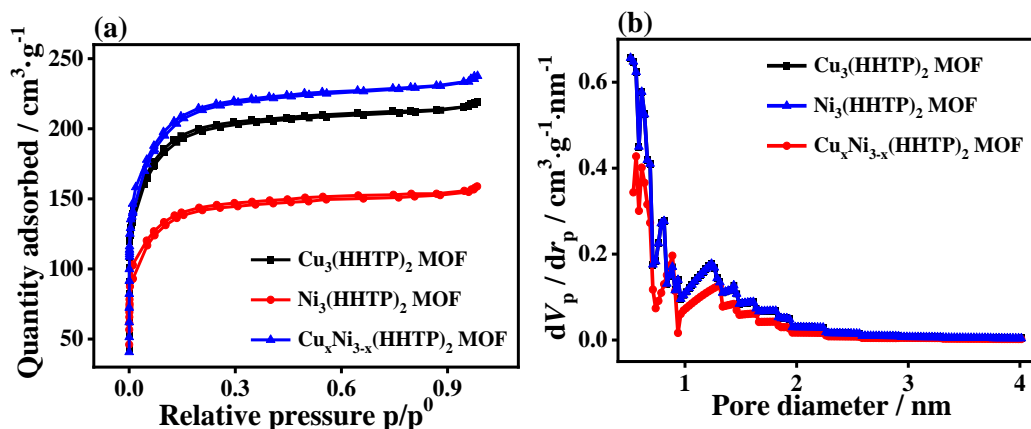 (a)
250
200
150
100
50
0.0 0.3 0.6 0.9
Quantity adsorbed / cm³·g⁻¹
Relative pressure p/p⁰
Cu₃(HHTP)₂ MOF
Ni₃(HHTP)₂ MOF
CuₓNi₃₋ₓ(HHTP)₂ MOF
(b)
0.6
0.4
0.2
0.0
1 2 3 4
dVₚ / drₚ / cm³·g⁻¹·nm⁻¹
Pore diameter / nm
Cu₃(HHTP)₂ MOF
Ni₃(HHTP)₂ MOF
CuₓNi₃₋ₓ(HHTP)₂ MOF